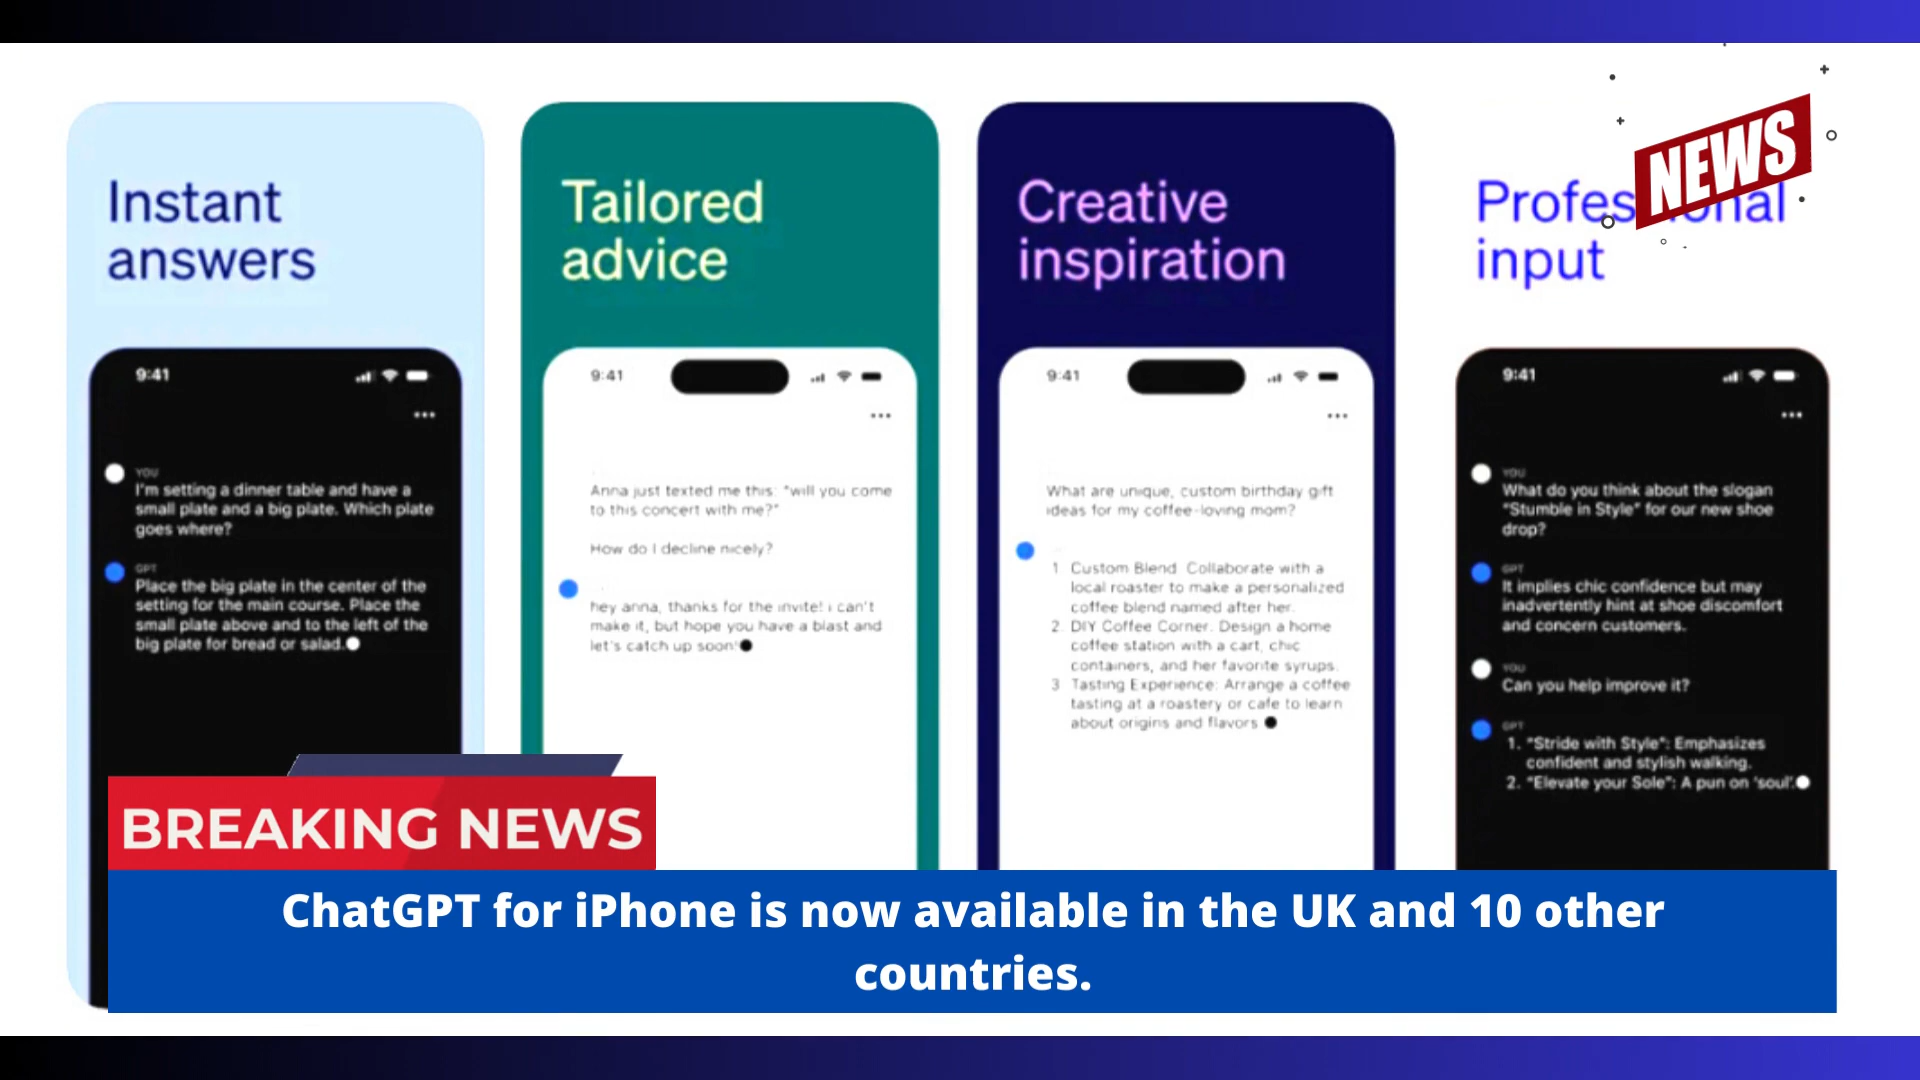 Instant
answers
9:41
YOU
I'm setting a dinner table and have a
small plate and a big plate. Which plate
goes where?
GPT
Place the big plate in the center of the
setting for the main course. Place the
small plate above and to the left of the
big plate for bread or salad.
Tailored
advice
9:41
Anna just texted me this: "will you come
to this concert with me?"
How do I decline nicely?
hey anna, thanks for the invite! i can't
make it, but hope you have a blast and
let's catch up soon!
Creative
inspiration
9:41
What are unique, custom birthday gift
ideas for my coffee-loving mom?
1 Custom Blend. Collaborate with a
local roaster to make a personalized
coffee blend named after her.
2. DIY Coffee Corner. Design a home
coffee station with a cart, chic
containers, and her favorite syrups.
3 Tasting Experience: Arrange a coffee
tasting at a roastery or cafe to learn
about origins and flavors
NEWS
input
9:41
YOU
What do you think about the slogan
"Stumble in Style" for our new shoe
drop?
GPT
It implies chic confidence but may
inadvertently hint at shoe discomfort
and concern customers.
YOU
Can you help improve it?
GPT
1. "Stride with Style": Emphasizes
confident and stylish walking.
2. "Elevate your Sole": A pun on 'soul'.
BREAKING NEWS
ChatGPT for iPhone is now available in the UK and 10 other
countries.